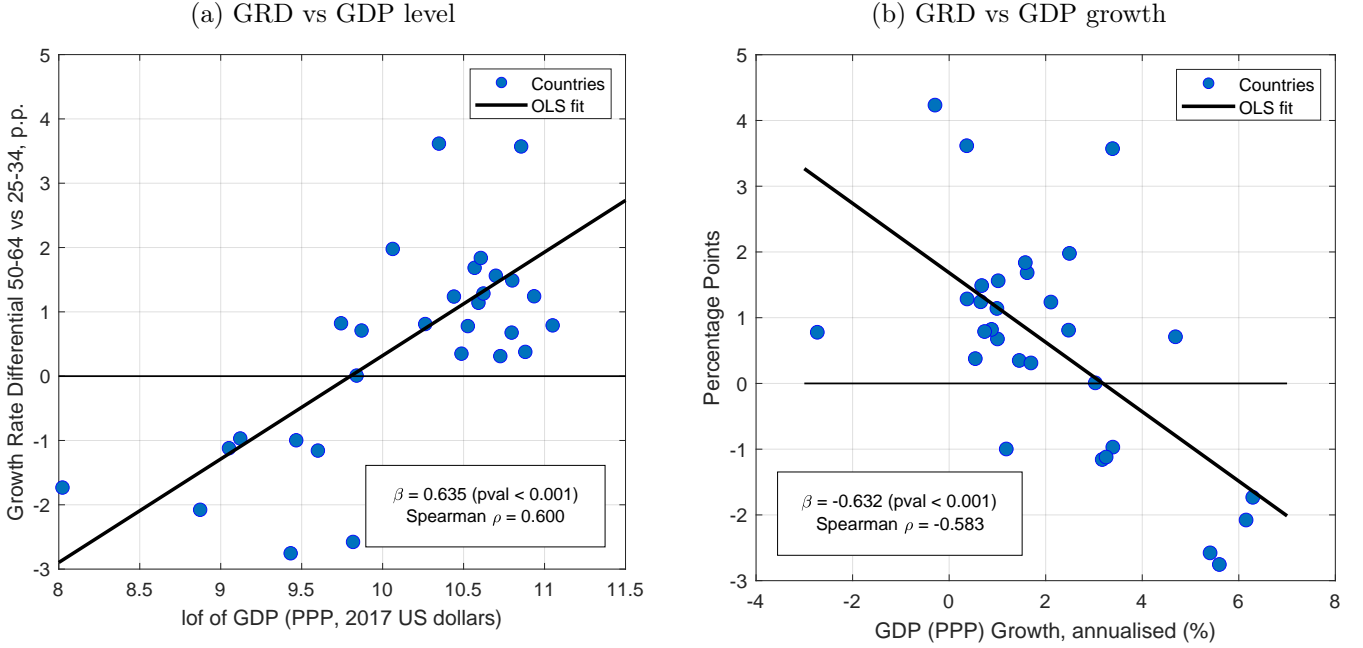 (a) GRD vs GDP level
Growth Rate Differential 50-64 vs 25-34, p.p.
5
4
3
2
1
0
-1
-2
-3
Countries
OLS fit
β = 0.635 (pval < 0.001)
Spearman ρ = 0.600
8
8.5
9
9.5
10
10.5
11
11.5
lof of GDP (PPP, 2017 US dollars)
(b) GRD vs GDP growth
Percentage Points
5
4
3
2
1
0
-1
-2
-3
Countries
OLS fit
β = -0.632 (pval < 0.001)
Spearman ρ = -0.583
-4
-2
0
2
4
6
8
GDP (PPP) Growth, annualised (%)